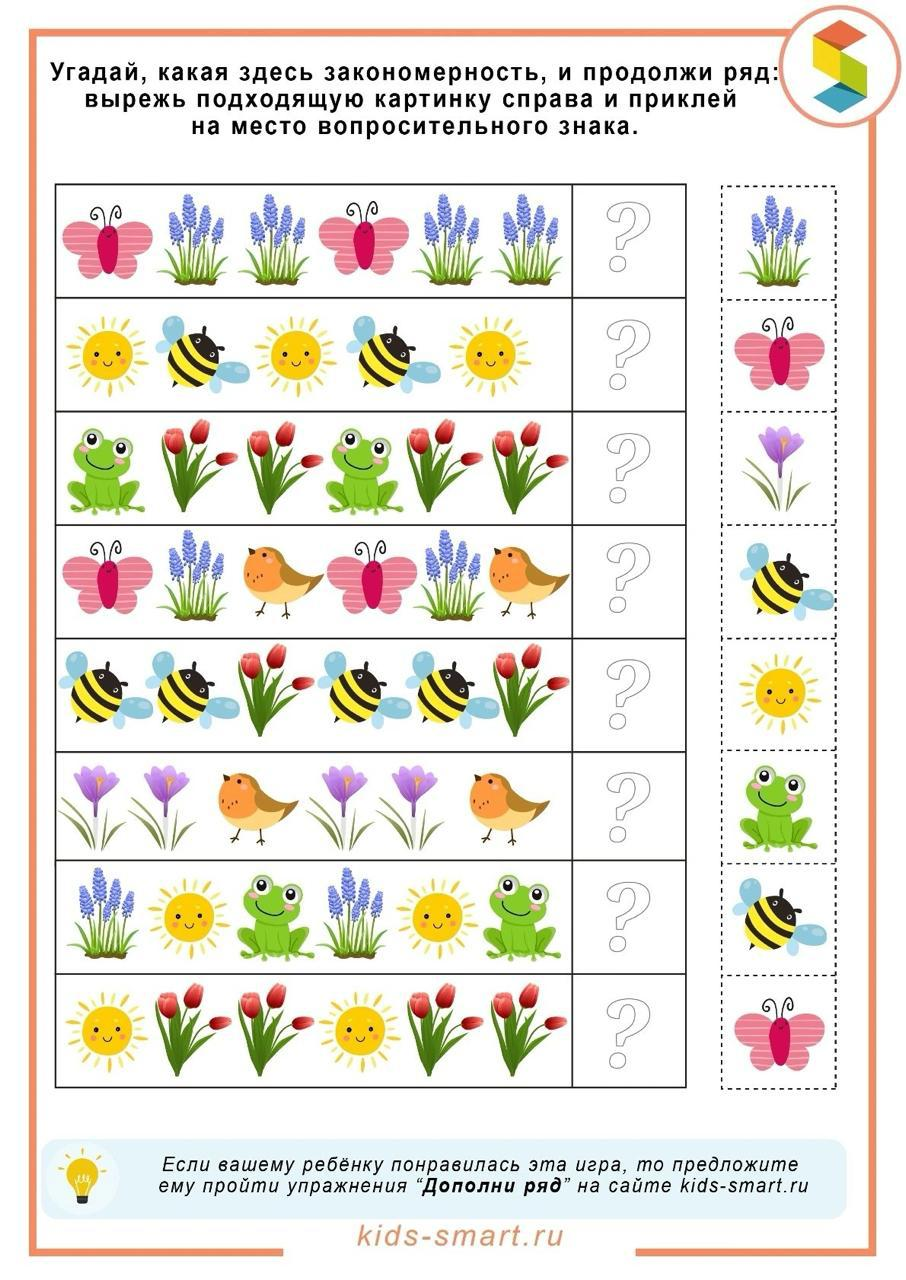 Угадай, какая здесь закономерность, и продолжи ряд:
вырежь подходящую картинку справа и приклей
на место вопросительного знака.
?
?
?
?
?
?
?
?
Если вашему ребёнку понравилась эта игра, то предложите
ему пройти упражнения “Дополни ряд” на сайте kids-smart.ru
kids-smart.ru